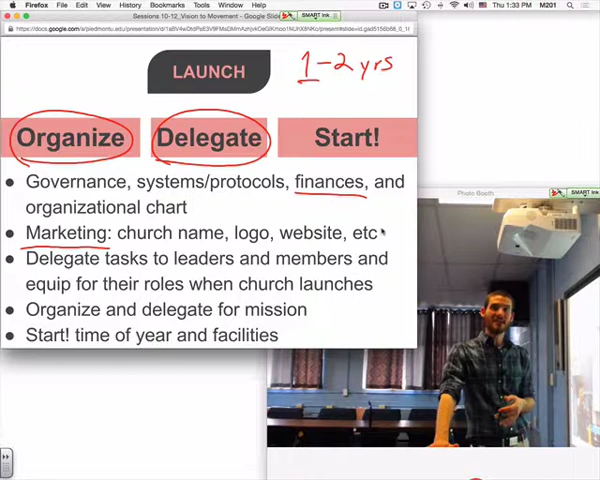 Firefox File Edit View History Bookmarks Tools Window Help Thu 1:33 PM M201
Sessions 10-12_Vision to Movement - Google Slides
SMART Ink
LAUNCH
1-2 yrs
Organize Delegate Start!
● Governance, systems/protocols, finances, and
organizational chart
● Marketing: church name, logo, website, etc
● Delegate tasks to leaders and members and
equip for their roles when church launches
● Organize and delegate for mission
● Start! time of year and facilities
Photo Booth
SMART Ink